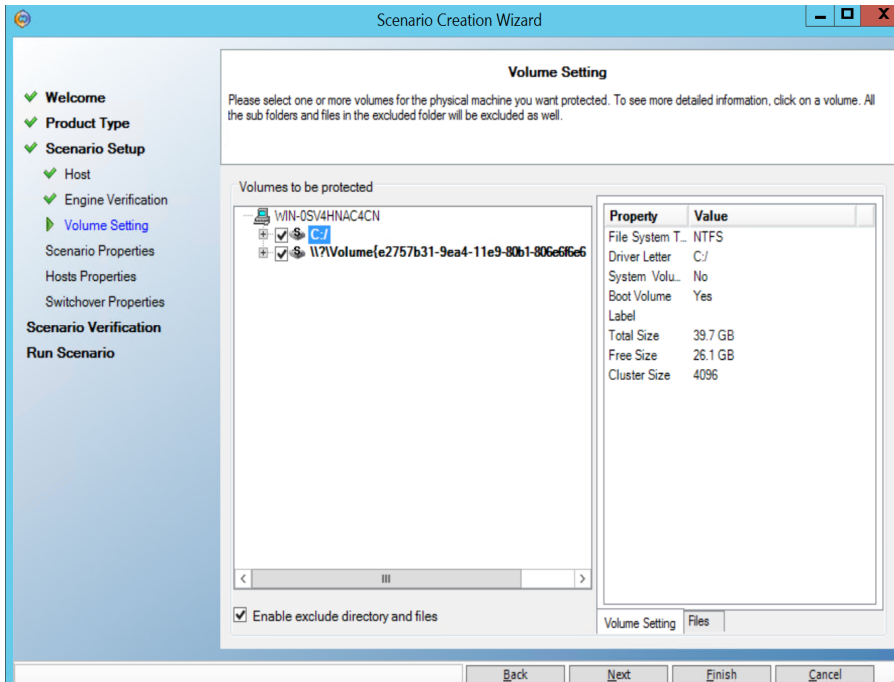 Scenario Creation Wizard
Welcome
Product Type
Scenario Setup
Host
Engine Verification
Volume Setting
Scenario Properties
Hosts Properties
Switchover Properties
Scenario Verification
Run Scenario
Volume Setting
Please select one or more volumes for the physical machine you want protected. To see more detailed information, click on a volume. All
the sub folders and files in the excluded folder will be excluded as well.
Volumes to be protected
WIN-0SV4HNAC4CN
C:/
\\?\Volume{e2757b31-9ea4-11e9-80b1-806e6f6e6
Enable exclude directory and files
Property Value
File System T... NTFS
Driver Letter C:/
System Volu... No
Boot Volume Yes
Label
Total Size 39.7 GB
Free Size 26.1 GB
Cluster Size 4096
Volume Setting Files
Back Next Finish Cancel